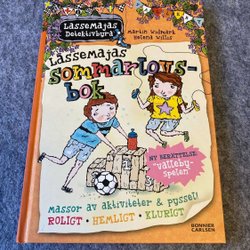 LasseMajas
Detektivbyrå
Martin Widmark
Helena Willis
LasseMajas
sommarlovs-
bok
NY BERÄTTELSE:
"Valleby-
spelen"
massor av aktiviteter & pyssel!
ROLIGT • HEMLIGT • KLURIGT
BONNIER
CARLSEN